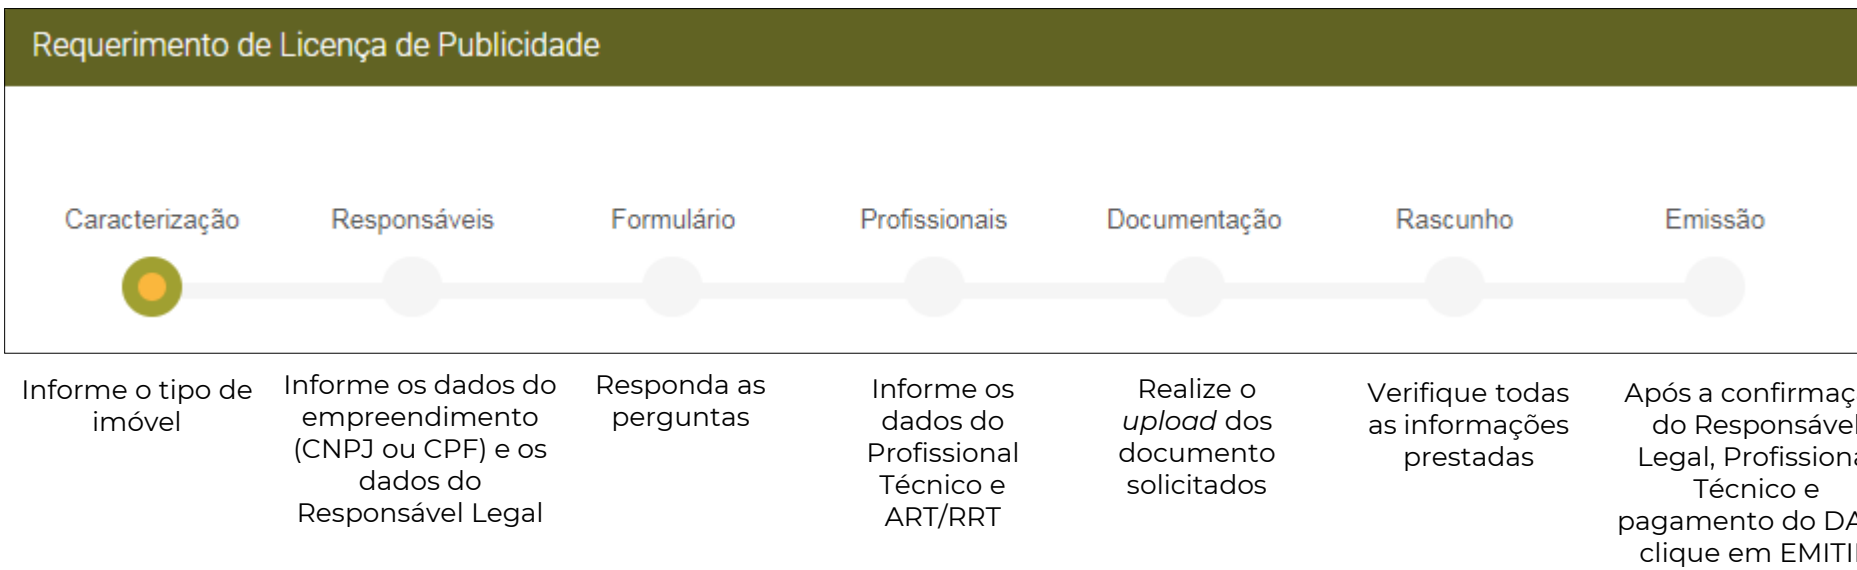 Requerimento de Licença de Publicidade
Caracterização
Responsáveis
Formulário
Profissionais
Documentação
Rascunho
Emissão
Informe o tipo de
imóvel
Informe os dados do
empreendimento
(CNPJ ou CPF) e os
dados do
Responsável Legal
Responda as
perguntas
Informe os
dados do
Profissional
Técnico e
ART/RRT
Realize o
upload dos
documento
solicitados
Verifique todas
as informações
prestadas
Após a
do
Legal,
Técnico e
pagamento do
clique em